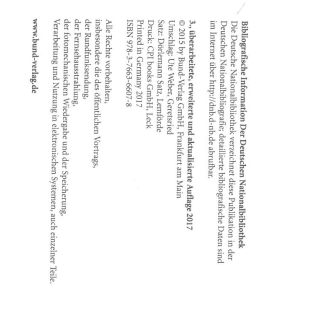 Bibliografische Information Der Deutschen Nationalbibliothek
Die Deutsche Nationalbibliothek verzeichnet diese Publikation in der
Deutschen Nationalbibliografie; detaillierte bibliografische Daten sind
im Internet über http://dnb.d-nb.de abrufbar.
3., überarbeitete, erweiterte und aktualisierte Auflage 2017
© 2015 by Bund-Verlag GmbH, Frankfurt am Main
Umschlag: Ute Weber, Geretsried
Satz: Dörlemann Satz, Lemförde
Druck: CPI books GmbH, Leck
Printed in Germany 2017
ISBN 978-3-7663-6607-8
Alle Rechte vorbehalten,
insbesondere die des öffentlichen Vortrags,
der Rundfunksendung,
der Fernsehausstrahlung,
der fotomechanischen Wiedergabe und der Speicherung,
Verarbeitung und Nutzung in elektronischen Systemen, auch einzelner Teile.
www.bund-verlag.de